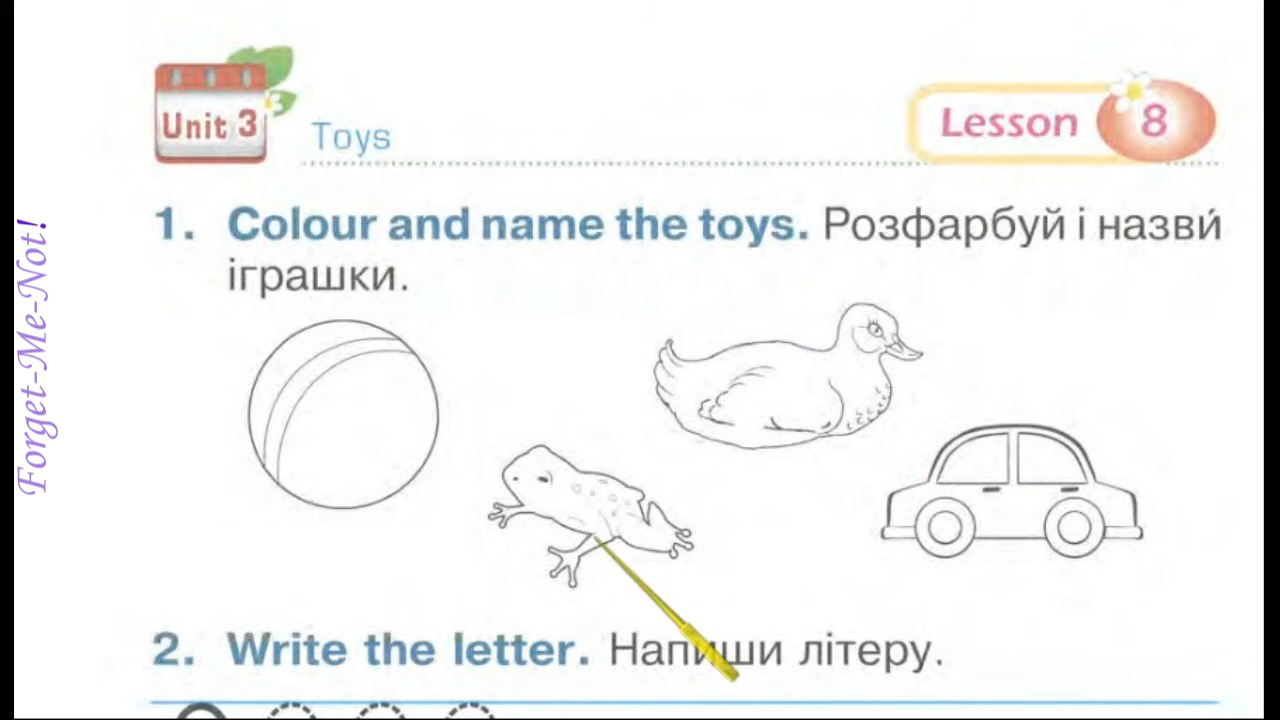 Unit 3
Toys
Lesson 8
1. Colour and name the toys. Розфарбуй і назви́
іграшки.
2. Write the letter. Напиши літеру.
Forget-Me-Not!